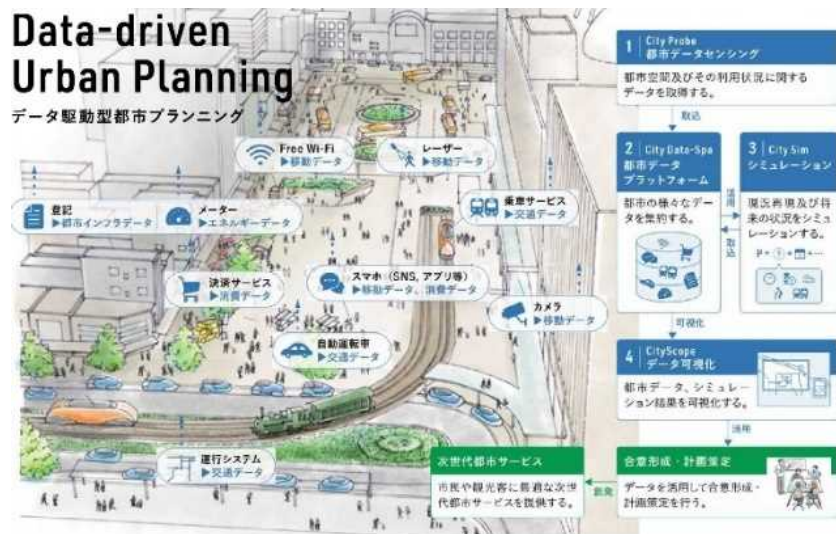 Data-driven
Urban Planning
データ駆動型都市プランニング
Free Wi-Fi
▶移動データ
レーザー
▶移動データ
登記
▶都市インフラデータ
メーター
▶エネルギーデータ
乗車サービス
▶交通データ
決済サービス
▶消費データ
スマホ（SNS, アプリ等）
▶移動データ、消費データ
カメラ
▶移動データ
自動運転車
▶交通データ
運行システム
▶交通データ
1 City Probe
都市データセンシング
都市空間及びその利用状況に関する
データを取得する。
取込
2 City Data-Spa
都市データ
プラットフォーム
都市の様々なデー
タを集約する。
活用
取込
3 City Sim
シミュレーション
現況再現及び将
来の状況をシミュ
レーションする。
可視化
4 CityScope
データ可視化
都市データ、シミュレー
ション結果を可視化する。
活用
合意形成・計画策定
データを活用して合意形成・
計画策定を行う。
次世代都市サービス
市民や観光客に最適な次世
代都市サービスを提供する。